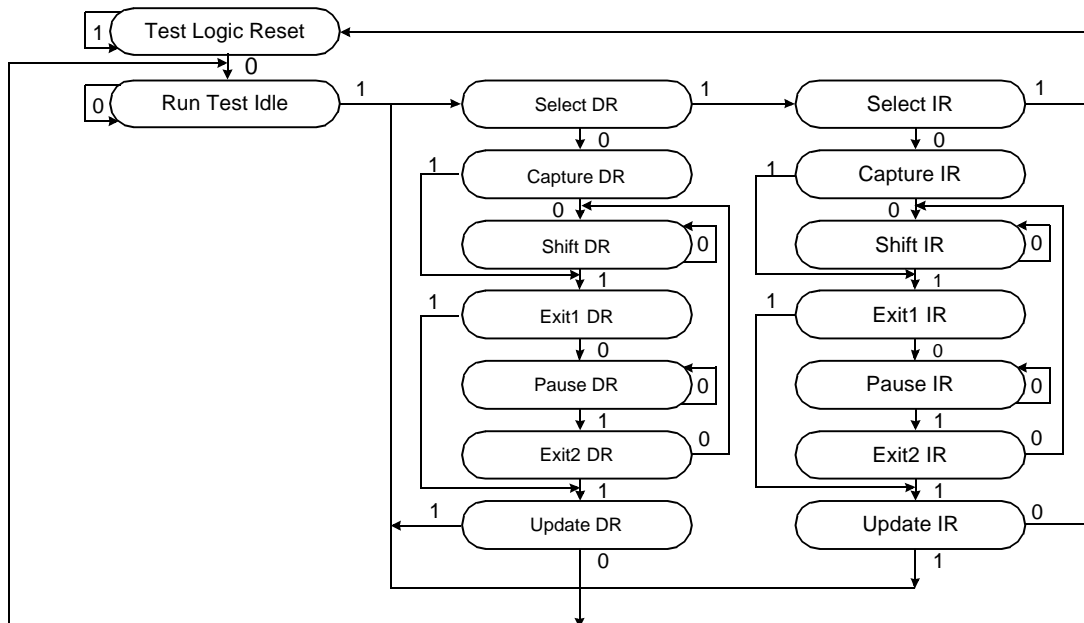 Test Logic Reset
1
0
Run Test Idle
0
1
Select DR
1
Select IR
1
0
0
1
Capture DR
1
Capture IR
0
0
Shift DR
0
Shift IR
0
1
1
1
Exit1 DR
1
Exit1 IR
0
0
Pause DR
0
Pause IR
0
1
1
Exit2 DR
0
Exit2 IR
0
1
1
1
Update DR
Update IR
0
0
1